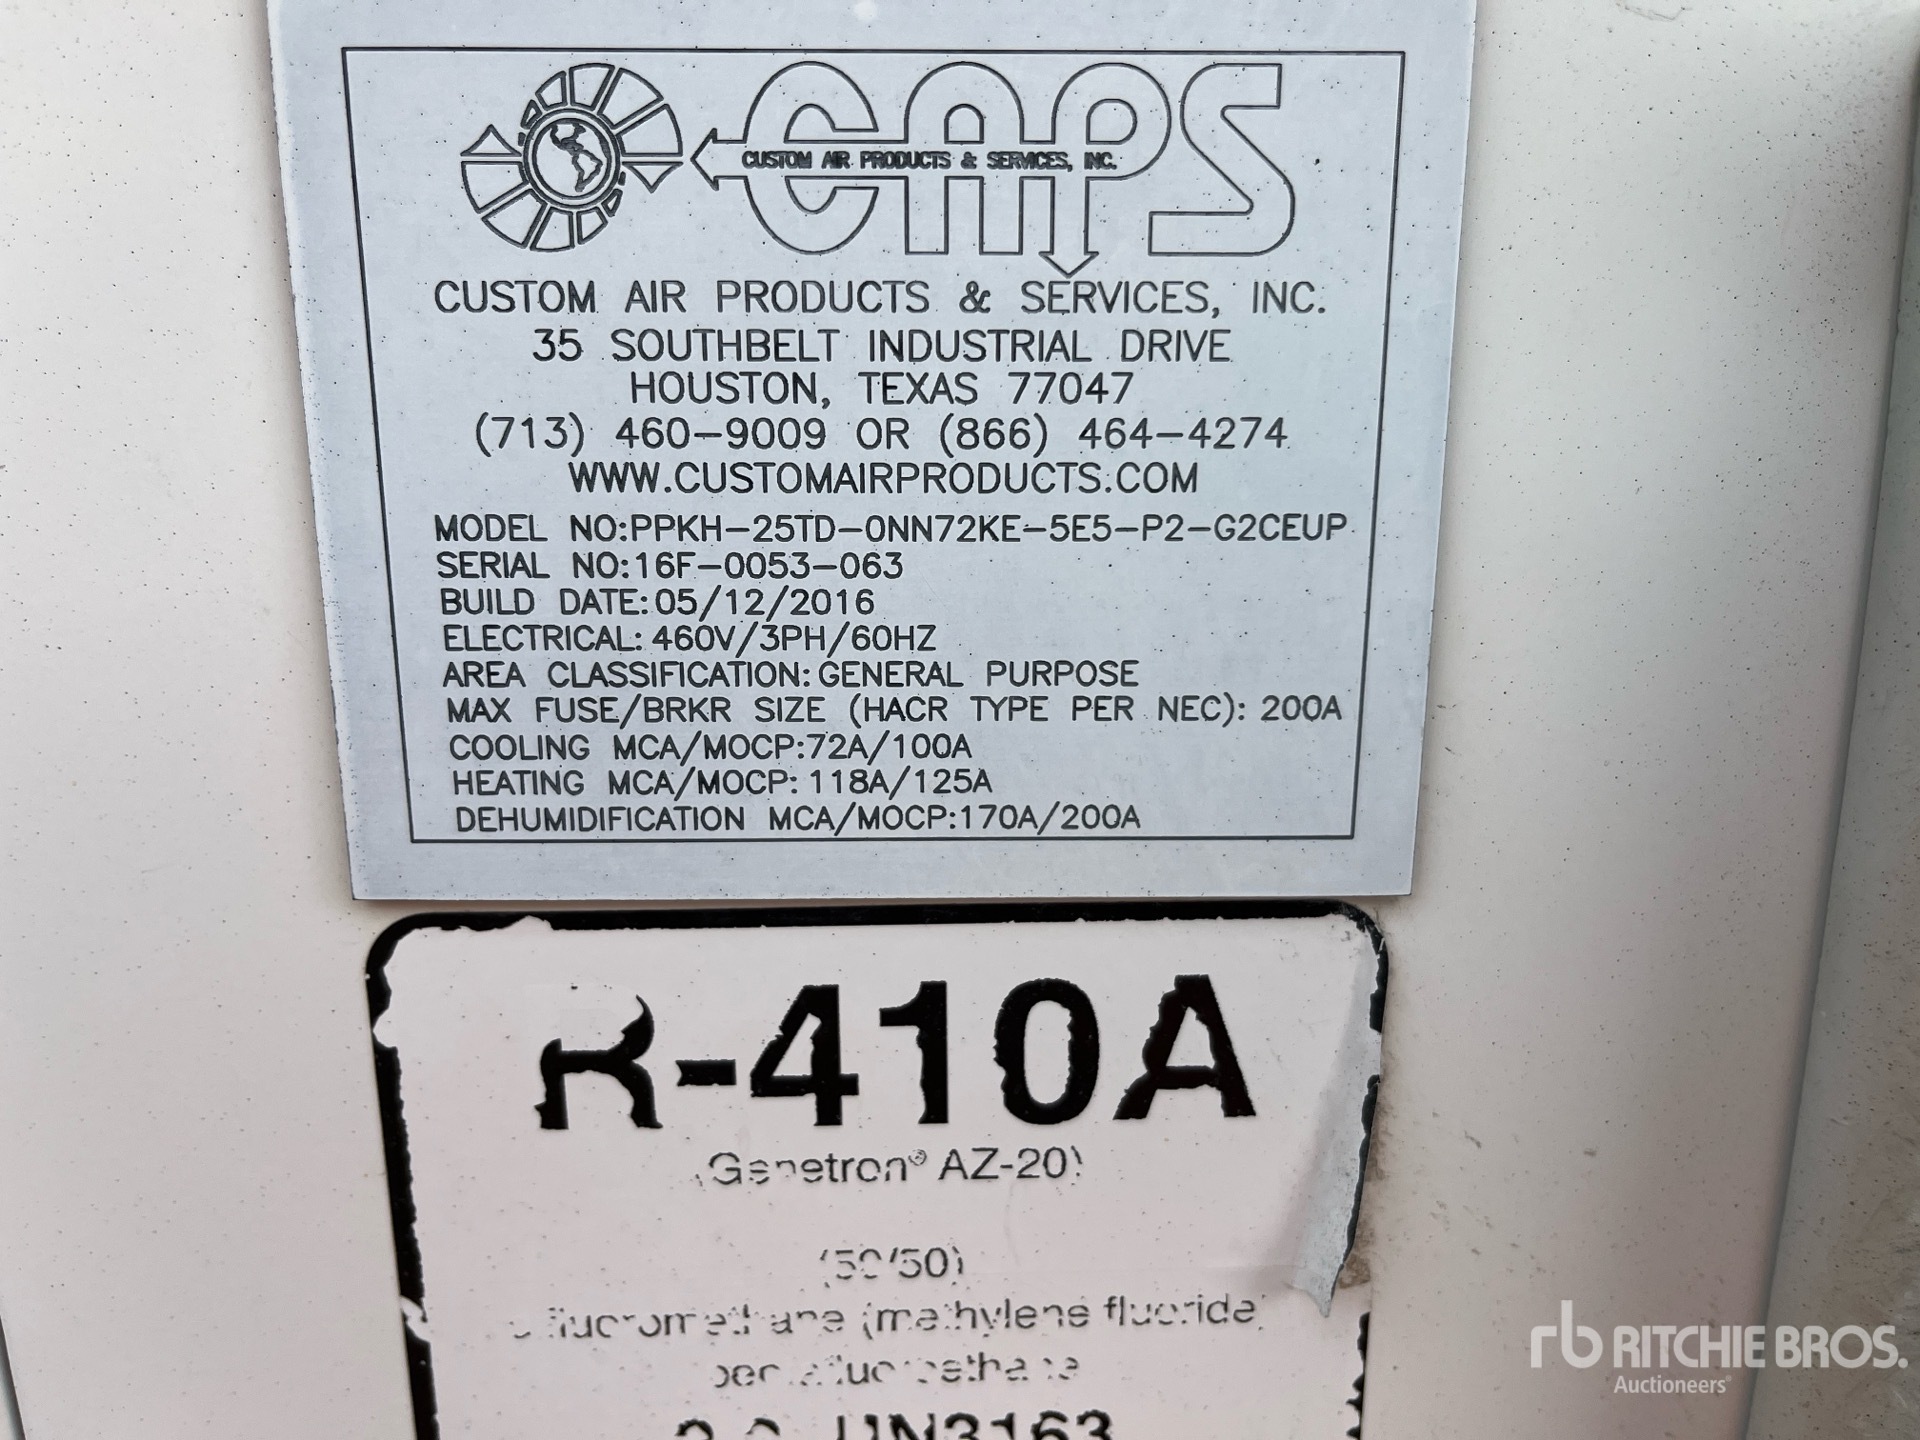 CAPS
CUSTOM AIR PRODUCTS & SERVICES, INC.
CUSTOM AIR PRODUCTS & SERVICES, INC.
35 SOUTHBELT INDUSTRIAL DRIVE
HOUSTON, TEXAS 77047
(713) 460-9009 OR (866) 464-4274
WWW.CUSTOMAIRPRODUCTS.COM
MODEL NO:PPKH-25TD-0NN72KE-5E5-P2-G2CEUP
SERIAL NO:16F-0053-063
BUILD DATE:05/12/2016
ELECTRICAL:460V/3PH/60HZ
AREA CLASSIFICATION:GENERAL PURPOSE
MAX FUSE/BRKR SIZE (HACR TYPE PER NEC): 200A
COOLING MCA/MOCP:72A/100A
HEATING MCA/MOCP:118A/125A
DEHUMIDIFICATION MCA/MOCP:170A/200A
R-410A
(Genetron® AZ-20)
(50/50)
(methylene fluoride)
UN3163
rb RITCHIE BROS.
Auctioneers